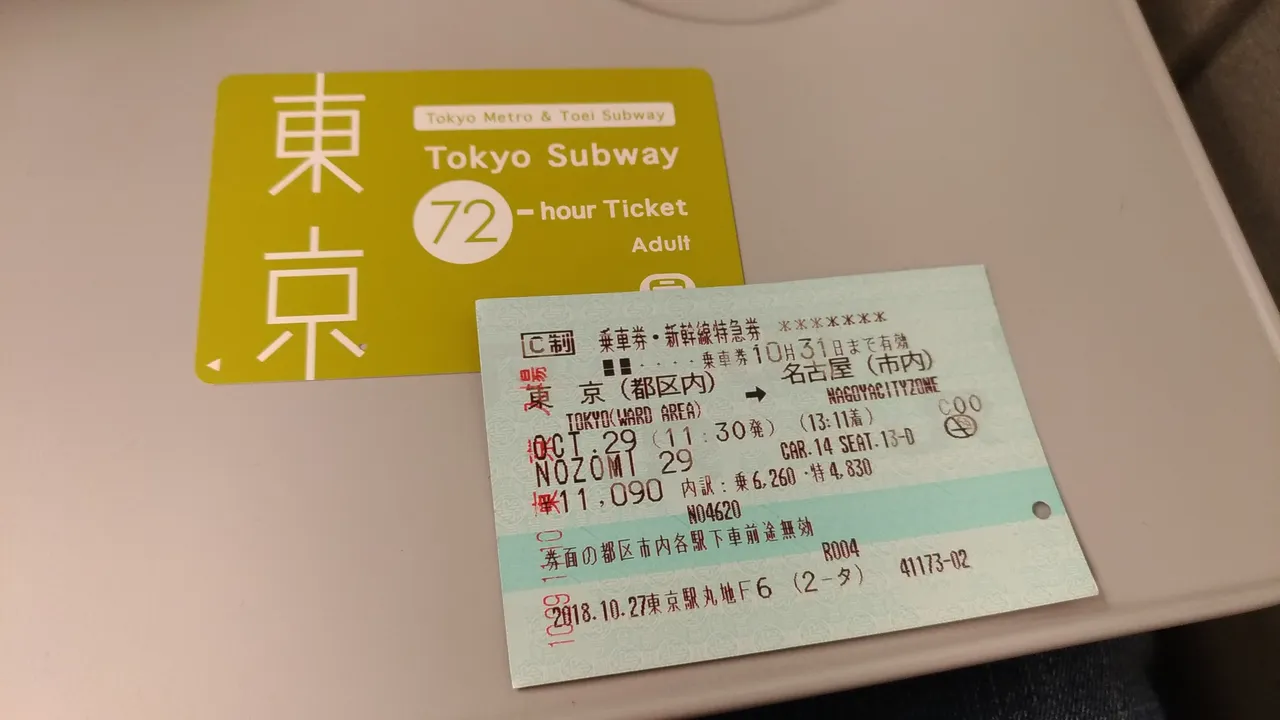 東京
Tokyo Metro & Toei Subway
Tokyo Subway
72-hour Ticket
Adult
C制 乗車券・新幹線特急券 *******
■■・・・・乗車券10月31日まで有効
東 京(都区内) ➡ 名古屋(市内)
TOKYO(WARD AREA) NAGOYACITYZONE
OCT.29 (11:30発) (13:11着) C00
NOZOMI 29 CAR.14 SEAT.13-D
¥11,090 内訳:乗6,260・特4,830
N04620
券面の都区市内各駅下車前途無効
R004
2018.10.27東京駅丸地F6 (2-タ) 41173-02